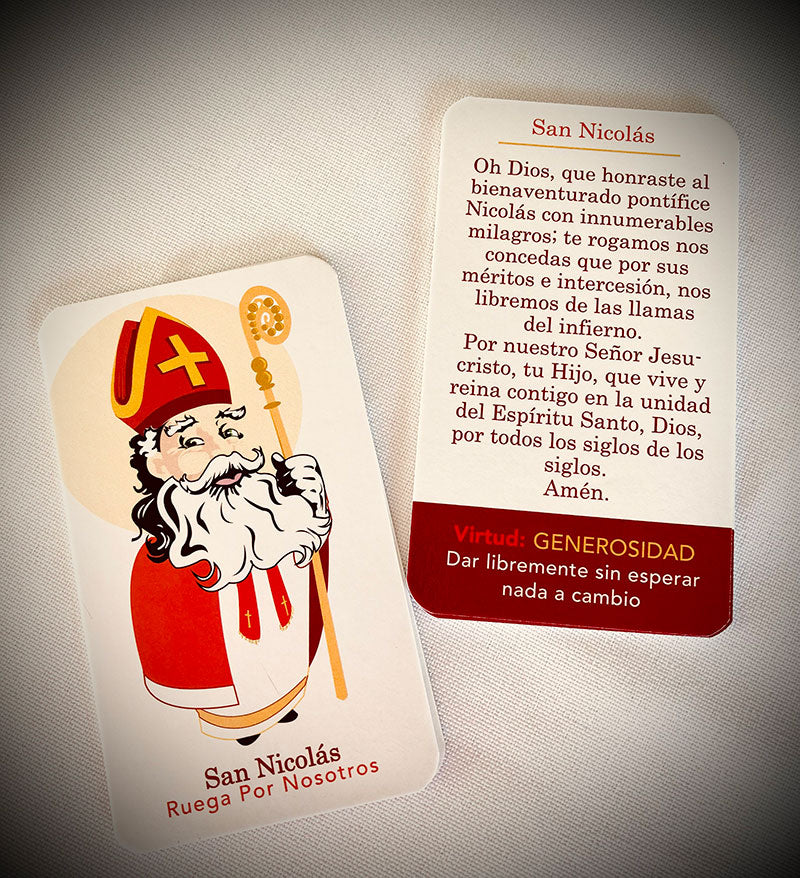 San Nicolás
Ruega Por Nosotros
San Nicolás
Oh Dios, que honraste al
bienaventurado pontífice
Nicolás con innumerables
milagros; te rogamos nos
concedas que por sus
méritos e intercesión, nos
libremos de las llamas
del infierno.
Por nuestro Señor Jesu-
cristo, tu Hijo, que vive y
reina contigo en la unidad
del Espíritu Santo, Dios,
por todos los siglos de los
siglos.
Amén.
Virtud: GENEROSIDAD
Dar libremente sin esperar
nada a cambio